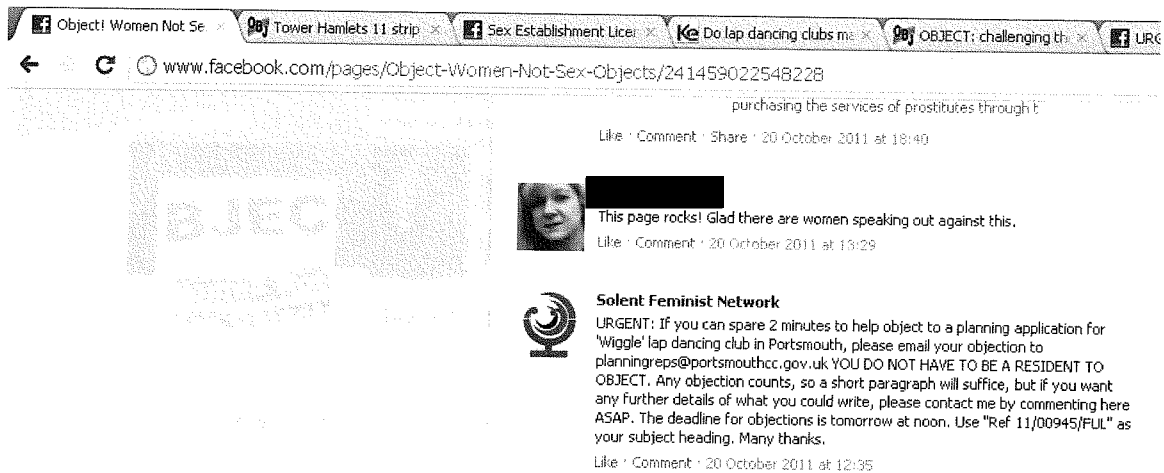 Object! Women Not Se
OBJ Tower Hamlets 11 strip
Sex Establishment Licer
Ke Do lap dancing clubs ma
OBJ OBJECT: challenging th
URG
www.facebook.com/pages/Object-Women-Not-Sex-Objects/241459022548228
purchasing the services of prostitutes through t
Like · Comment · Share · 20 October 2011 at 18:40
This page rocks! Glad there are women speaking out against this.
Like · Comment · 20 October 2011 at 13:29
BJEC
Solent Feminist Network
URGENT: If you can spare 2 minutes to help object to a planning application for
'Wiggle' lap dancing club in Portsmouth, please email your objection to
planningreps@portsmouthcc.gov.uk YOU DO NOT HAVE TO BE A RESIDENT TO
OBJECT. Any objection counts, so a short paragraph will suffice, but if you want
any further details of what you could write, please contact me by commenting here
ASAP. The deadline for objections is tomorrow at noon. Use "Ref 11/00945/FUL" as
your subject heading. Many thanks.
Like · Comment · 20 October 2011 at 12:35